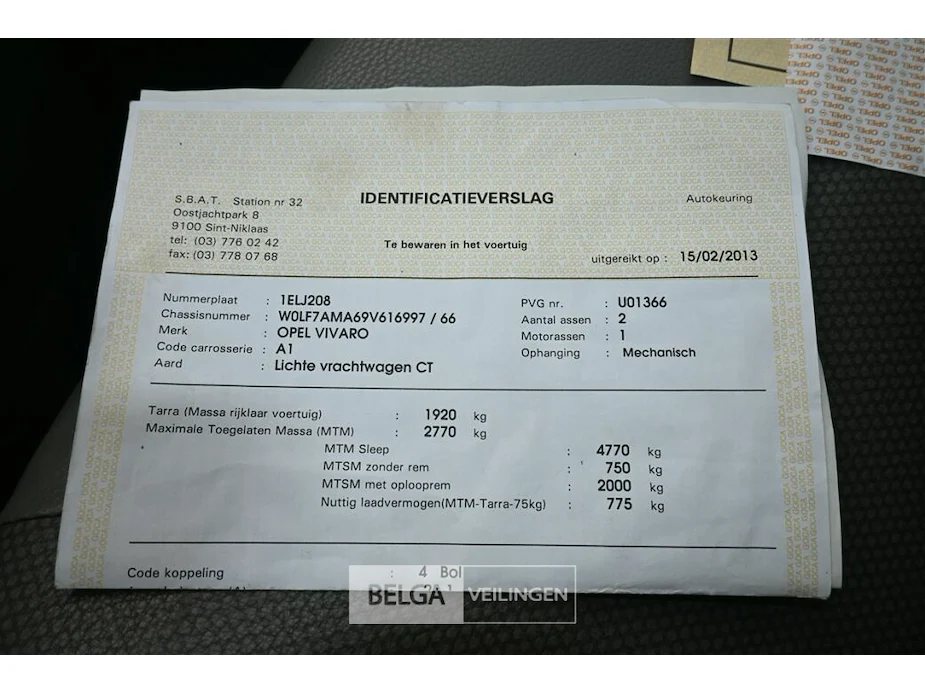 IDENTIFICATIEVERSLAG
S.B.A.T. Station nr 32
Oostjachtpark 8
9100 Sint-Niklaas
tel: (03) 776 02 42
fax: (03) 778 07 68
Autokeuring
Te bewaren in het voertuig
uitgereikt op : 15/02/2013
Nummerplaat : 1ELJ208
Chassisnummer : W0LF7AMA69V616997 / 66
Merk : OPEL VIVARO
Code carrosserie : A1
Aard : Lichte vrachtwagen CT
PVG nr. : U01366
Aantal assen : 2
Motorassen : 1
Ophanging : Mechanisch
Tarra (Massa rijklaar voertuig) : 1920 kg
Maximale Toegelaten Massa (MTM) : 2770 kg
MTM Sleep : 4770 kg
MTSM zonder rem : 750 kg
MTSM met oplooprem : 2000 kg
Nuttig laadvermogen(MTM-Tarra-75kg) : 775 kg
Code koppeling : 4 Bol
BELGA VEILINGEN